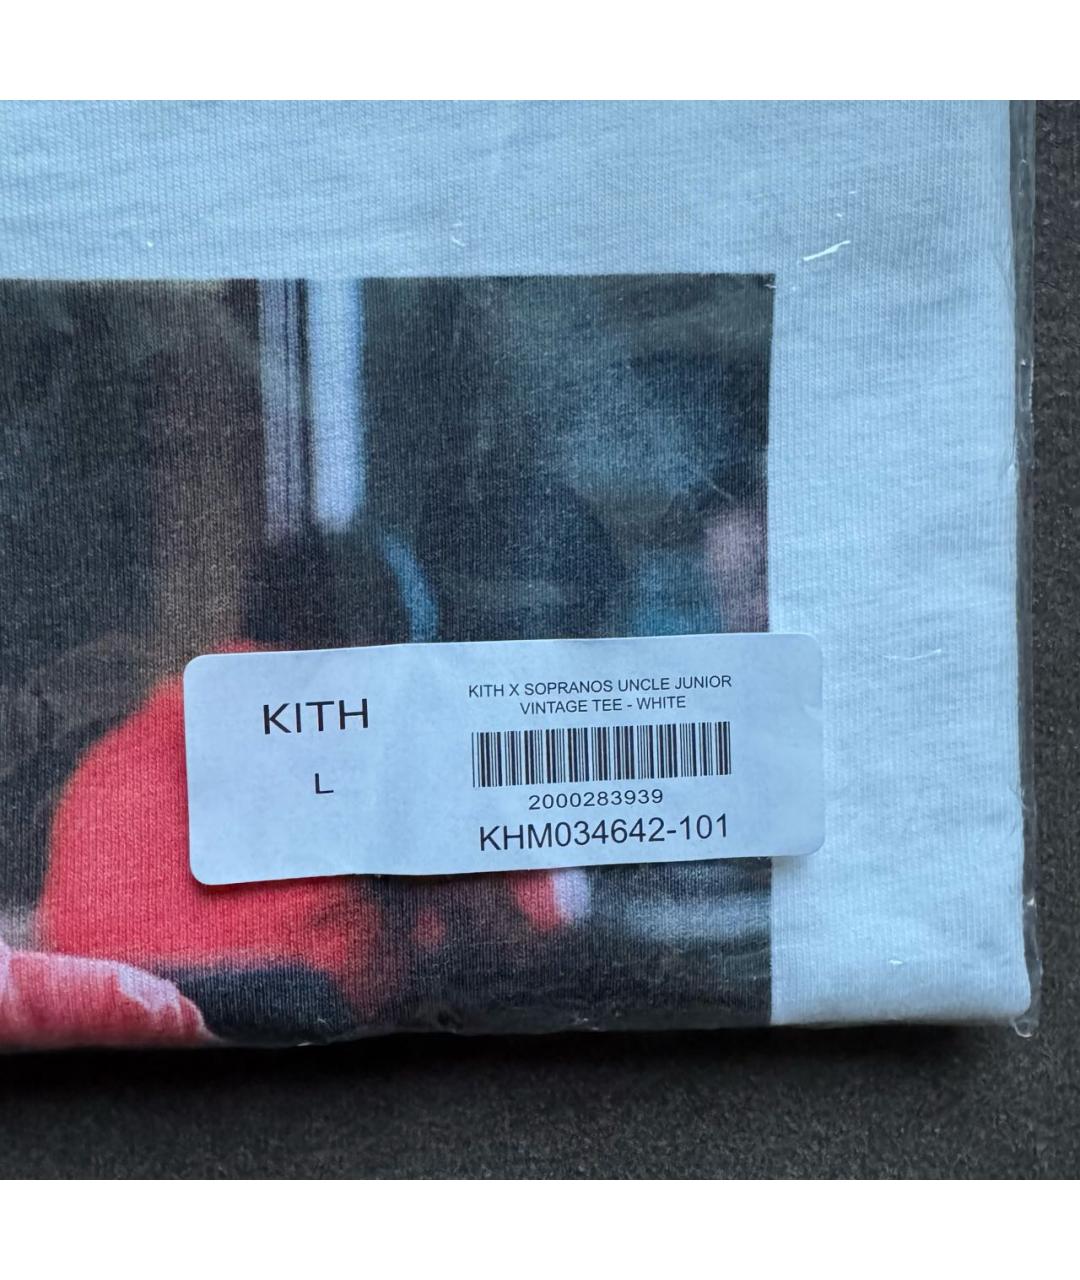 KITH
L
KITH X SOPRANOS UNCLE JUNIOR
VINTAGE TEE - WHITE
2000283939
KHM034642-101